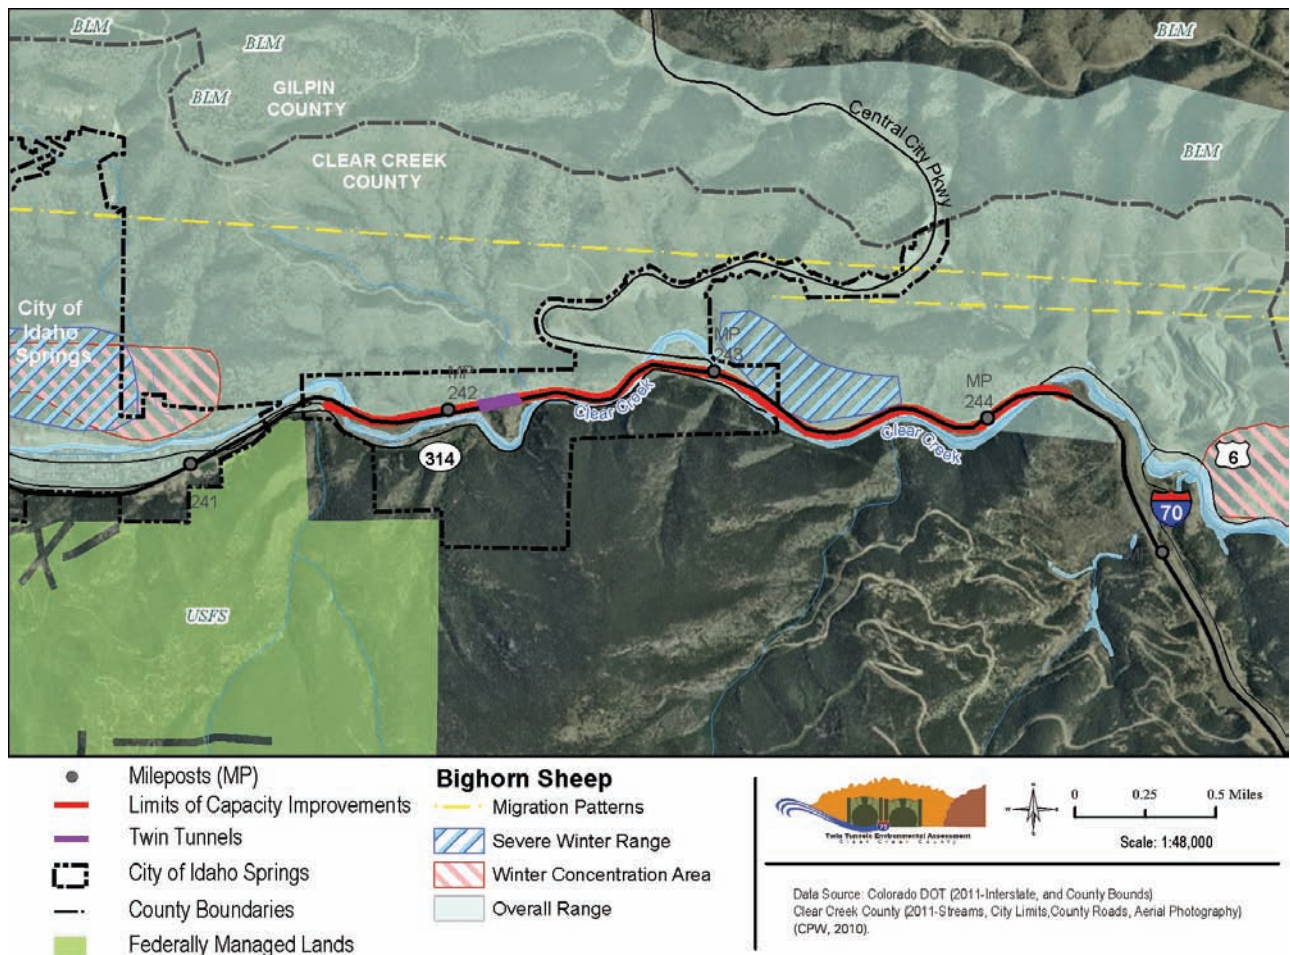 BLM
BLM
BLM
BLM
GILPIN
COUNTY
Central City Pkwy
CLEAR CREEK
COUNTY
BLM
City of
Idaho
Springs
MP
243
MP
242
MP
244
Clear Creek
Clear Creek
314
6
241
70
USFS
Mileposts (MP)
Limits of Capacity Improvements
Twin Tunnels
City of Idaho Springs
County Boundaries
Federally Managed Lands
Bighorn Sheep
Migration Patterns
Severe Winter Range
Winter Concentration Area
Overall Range
Twin Tunnels Environmental Assessment
Clear Creek County
0 0.25 0.5 Miles
Scale: 1:48,000
Data Source: Colorado DOT (2011-Interstate, and County Bounds)
Clear Creek County (2011-Streams, City Limits,County Roads, Aerial Photography)
(CPW, 2010).